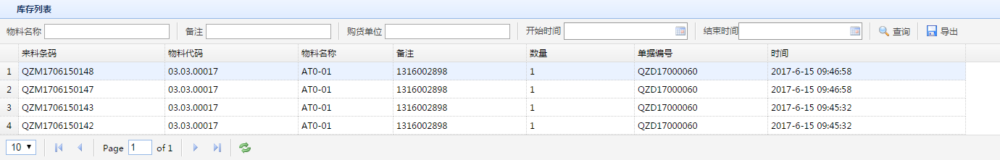 库存列表
物料名称 备注 购货单位 开始时间 结束时间 查询 导出
来料条码 物料代码 物料名称 备注 数量 单据编号 时间
1 QZM1706150148 03.03.00017 AT0-01 1316002898 1 QZD17000060 2017-6-15 09:46:58
2 QZM1706150147 03.03.00017 AT0-01 1316002898 1 QZD17000060 2017-6-15 09:46:58
3 QZM1706150143 03.03.00017 AT0-01 1316002898 1 QZD17000060 2017-6-15 09:45:32
4 QZM1706150142 03.03.00017 AT0-01 1316002898 1 QZD17000060 2017-6-15 09:45:32
10 Page 1 of 1